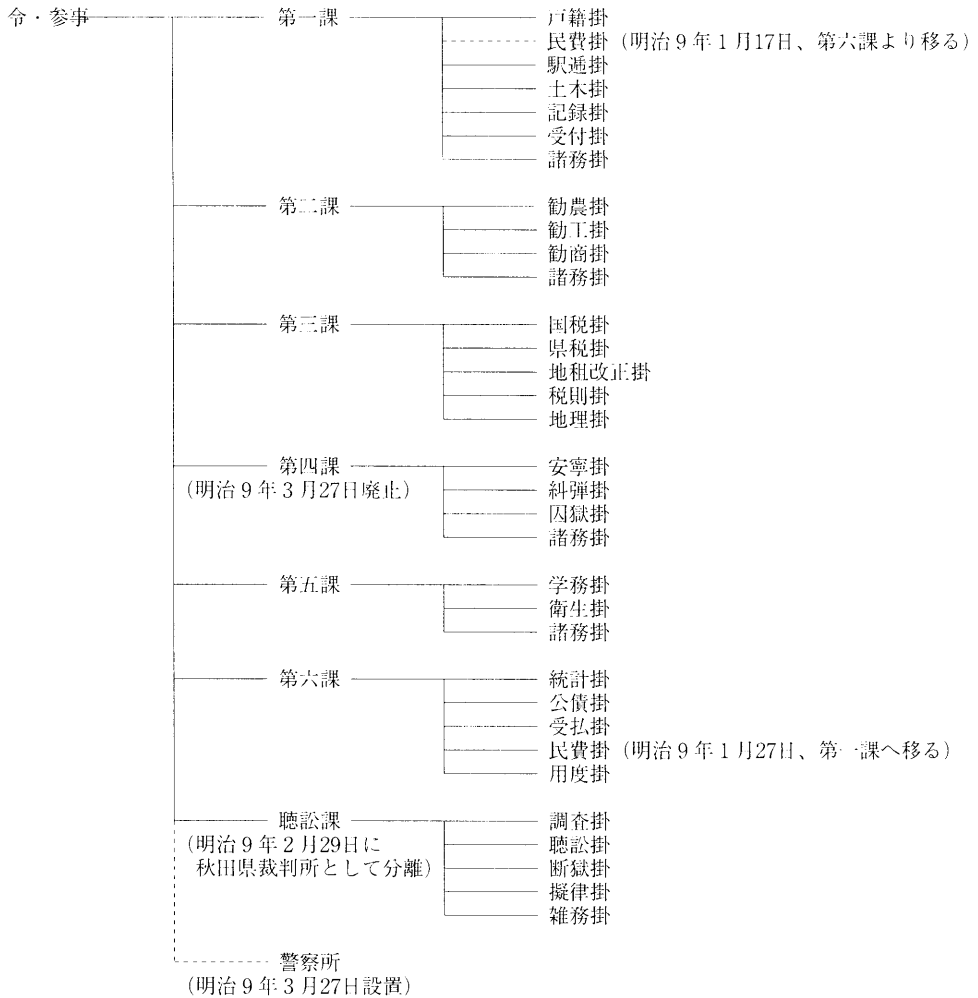 令・参事 第一課 戸籍掛
民費掛（明治９年１月17日、第六課より移る）
駅逓掛
土木掛
記録掛
受付掛
諸務掛
第二課 勧農掛
勧工掛
勧商掛
諸務掛
第三課 国税掛
県税掛
地租改正掛
税則掛
地理掛
第四課 安寧掛
（明治９年３月27日廃止） 糾弾掛
囚獄掛
諸務掛
第五課 学務掛
衛生掛
諸務掛
第六課 統計掛
公債掛
受払掛
民費掛（明治９年１月27日、第一課へ移る）
用度掛
聴訟課 調査掛
（明治９年２月29日に 聴訟掛
秋田県裁判所として分離） 断獄掛
擬律掛
雑務掛
警察所
（明治９年３月27日設置）